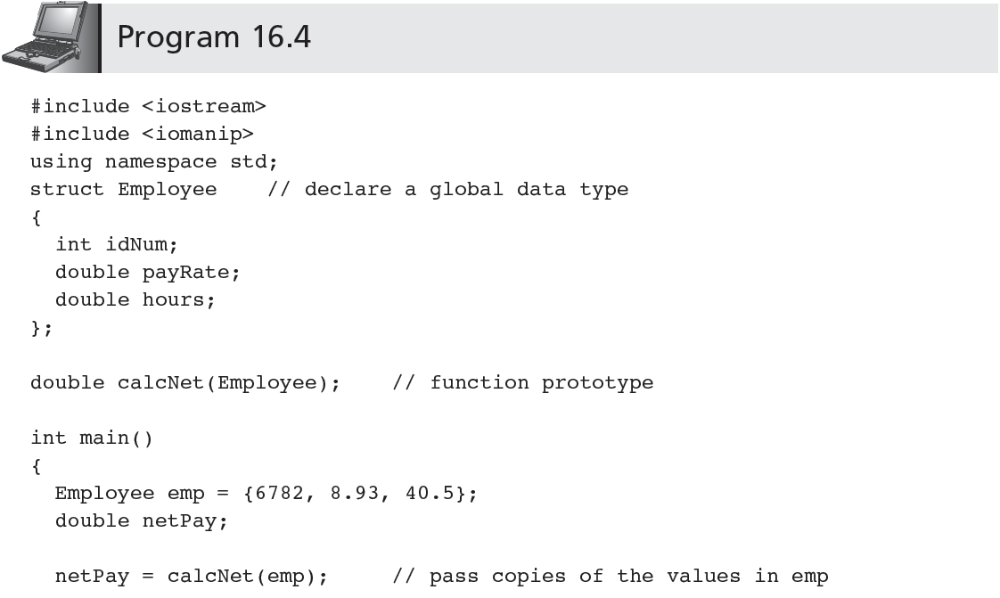 Program 16.4
#include <iostream>
#include <iomanip>
using namespace std;
struct Employee    // declare a global data type
{
  int idNum;
  double payRate;
  double hours;
};
double calcNet(Employee);    // function prototype
int main()
{
  Employee emp = {6782, 8.93, 40.5};
  double netPay;
  netPay = calcNet(emp);     // pass copies of the values in emp